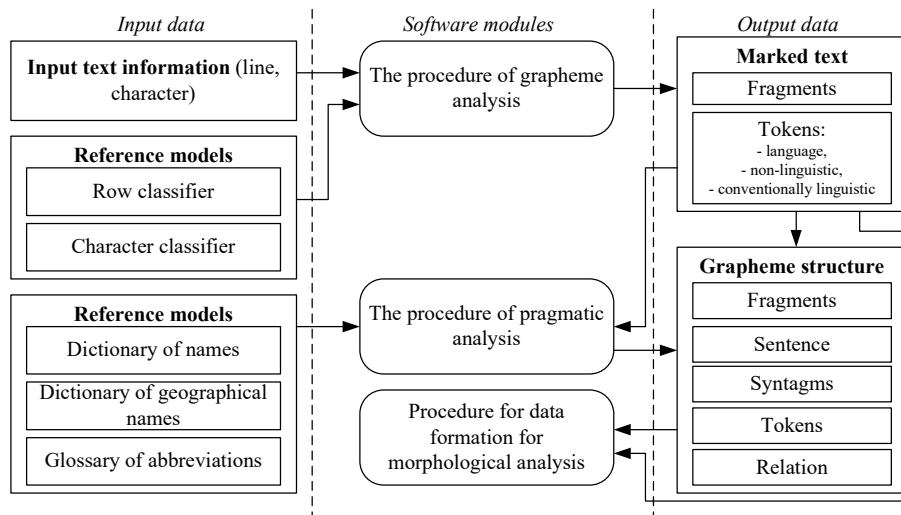 Input data
Software modules
Output data
Input text information (line,
character)
Reference models
Row classifier
Character classifier
Reference models
Dictionary of names
Dictionary of geographical
names
Glossary of abbreviations
The procedure of grapheme
analysis
The procedure of pragmatic
analysis
Procedure for data
formation for
morphological analysis
Marked text
Fragments
Tokens:
- language,
- non-linguistic,
- conventionally linguistic
Grapheme structure
Fragments
Sentence
Syntagms
Tokens
Relation